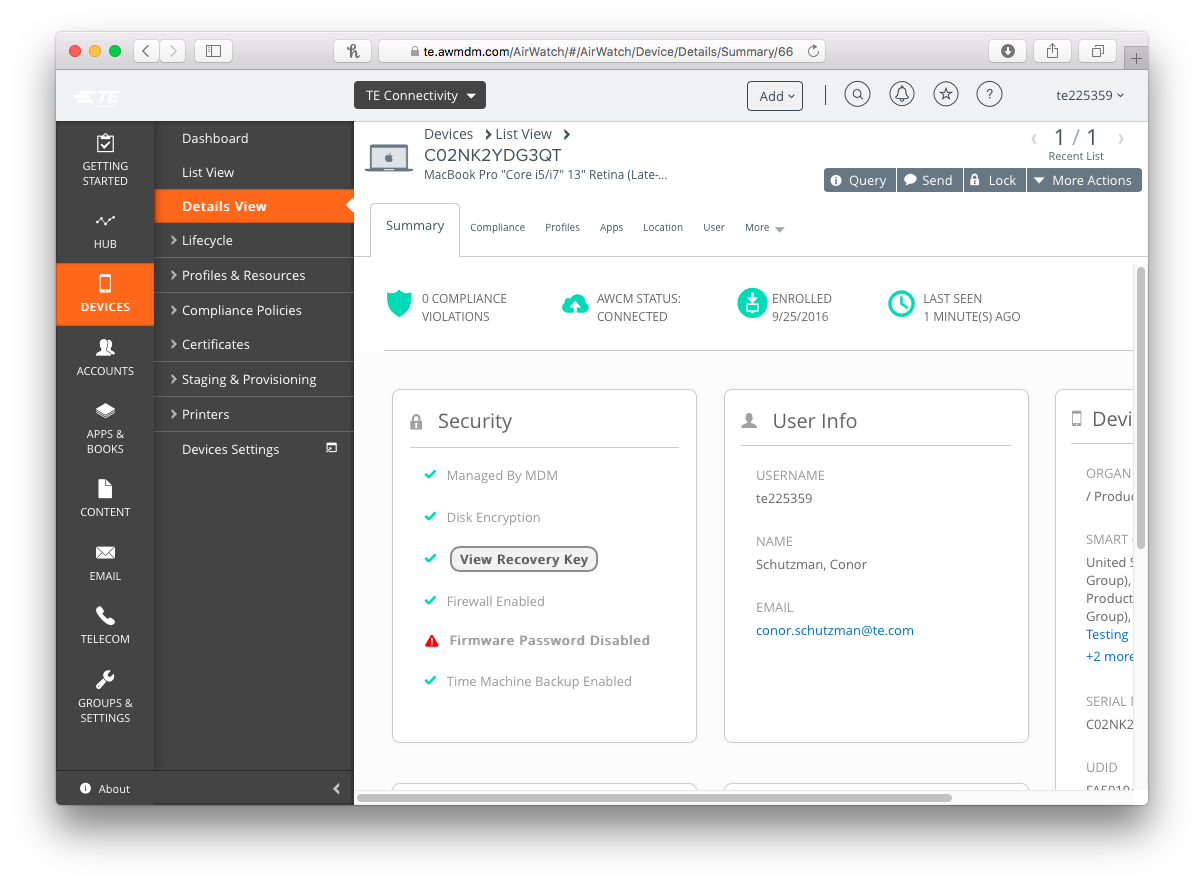 te.awmdm.com/AirWatch/#/AirWatch/Device/Details/Summary/66
TE
TE Connectivity
Add
?
te225359
GETTING
STARTED
HUB
DEVICES
ACCOUNTS
APPS &
BOOKS
CONTENT
EMAIL
TELECOM
GROUPS &
SETTINGS
About
Dashboard
List View
Details View
Lifecycle
Profiles & Resources
Compliance Policies
Certificates
Staging & Provisioning
Printers
Devices Settings
Devices List View
C02NK2YDG3QT
MacBook Pro "Core i5/i7" 13" Retina (Late-...
1 / 1
Recent List
Query Send Lock More Actions
Summary Compliance Profiles Apps Location User More
0 COMPLIANCE
VIOLATIONS
AWCM STATUS:
CONNECTED
ENROLLED
9/25/2016
LAST SEEN
1 MINUTE(S) AGO
Security
Managed By MDM
Disk Encryption
View Recovery Key
Firewall Enabled
Firmware Password Disabled
Time Machine Backup Enabled
User Info
USERNAME
te225359
NAME
Schutzman, Conor
EMAIL
conor.schutzman@te.com
Devi
ORGAN
/ Produc
SMART
United S
Group),
Product
Group),
Testing
+2 more
SERIAL
C02NK2
UDID